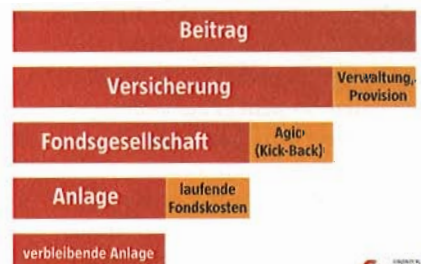 Beitrag
Versicherung
Verwaltung,
Provision
Fondsgesellschaft
Agio
(Kick-Back)
Anlage
laufende
Fondskosten
verbleibende Anlage